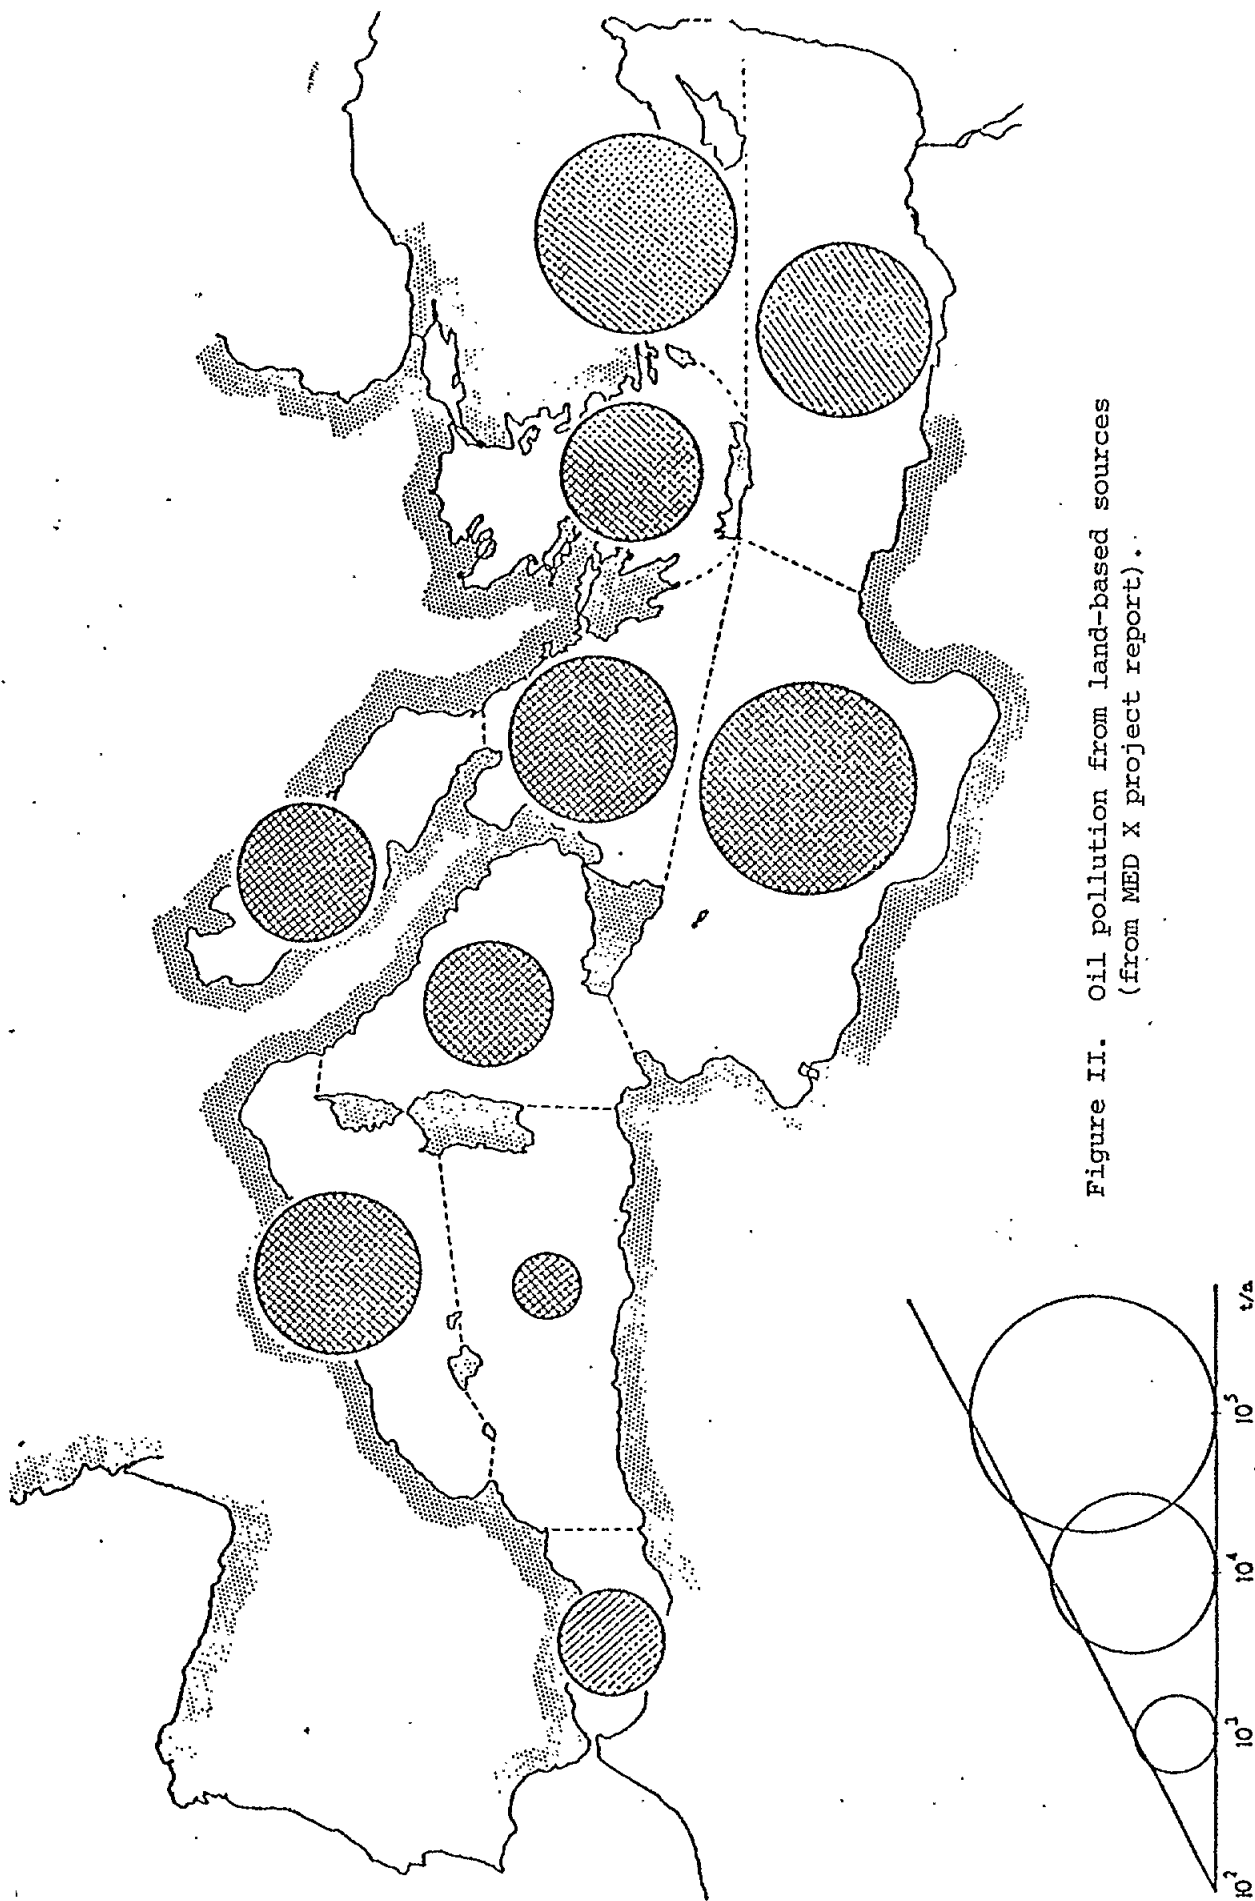 Figure II. Oil pollution from land-based sources
(from MED X project report).
10² 10³ 10⁴ 10⁵ t/a